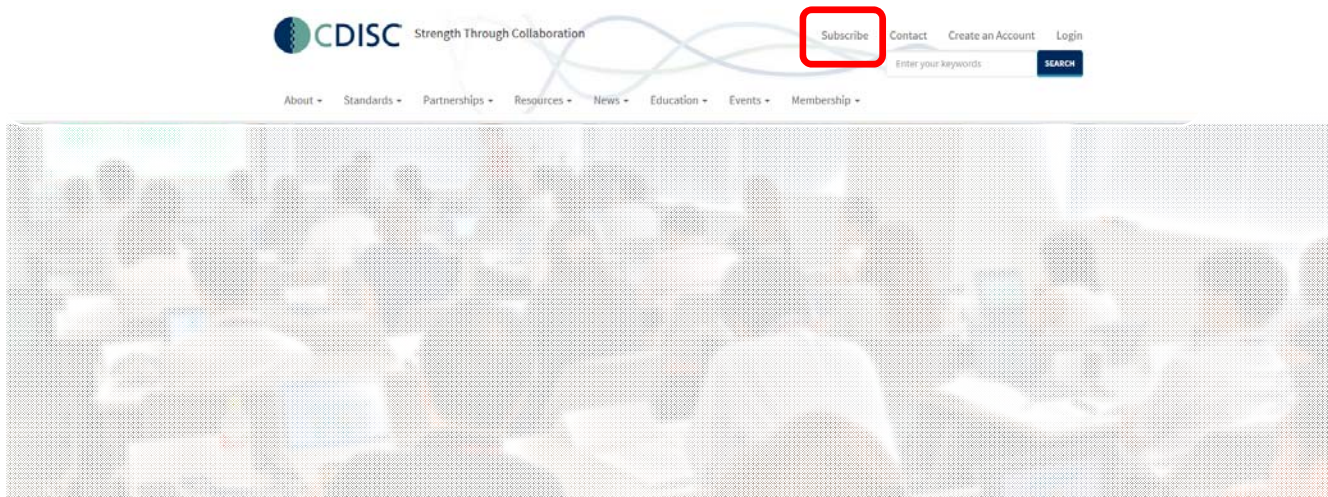 CDISC Strength Through Collaboration
Subscribe Contact Create an Account Login
Enter your keywords SEARCH
About Standards Partnerships Resources News Education Events Membership